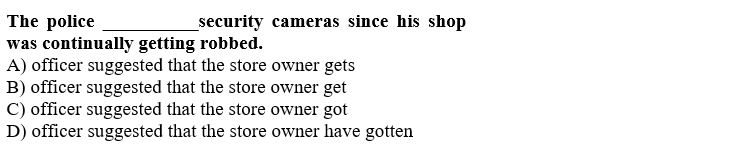 The police __________security cameras since his shop
was continually getting robbed.
A) officer suggested that the store owner gets
B) officer suggested that the store owner get
C) officer suggested that the store owner got
D) officer suggested that the store owner have gotten